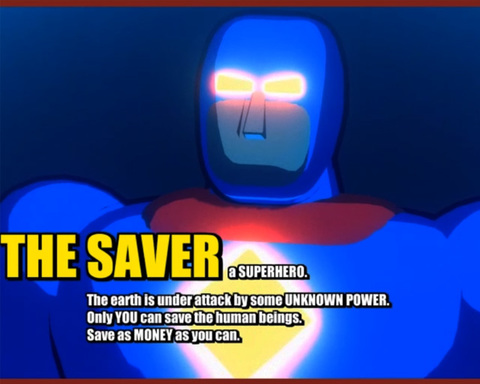 THE SAVER a SUPERHERO.
The earth is under attack by some UNKNOWN POWER.
Only YOU can save the human beings.
Save as MONEY as you can.